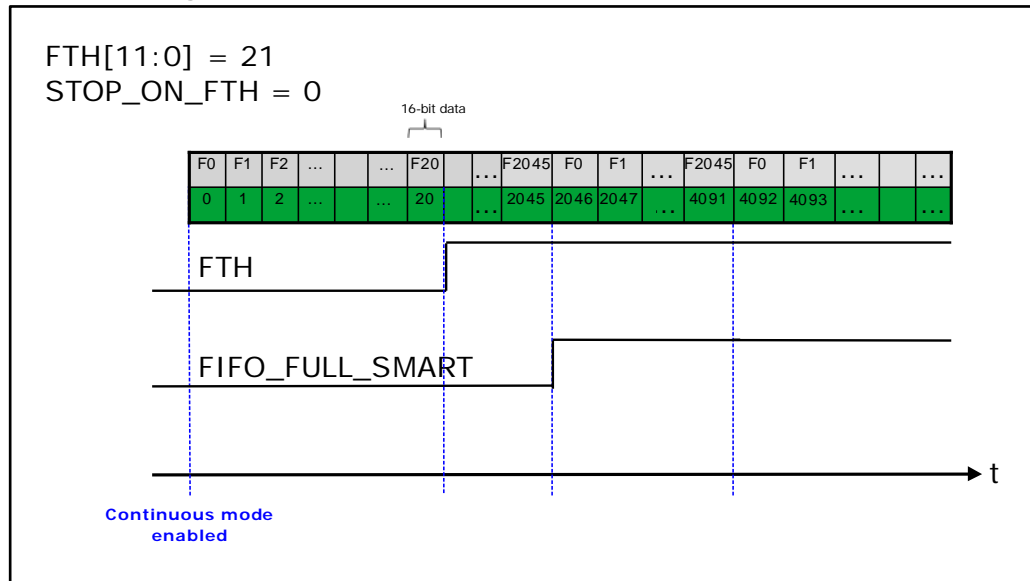 FTH[11:0] = 21
STOP_ON_FTH = 0
16-bit data
F0 F1 F2 ... ... F20 ... F2045 F0 F1 ... F2045 F0 F1 ... ...
0 1 2 ... ... 20 ... 2045 2046 2047 ... 4091 4092 4093 ... ...
FTH
FIFO_FULL_SMART
t
Continuous mode
enabled